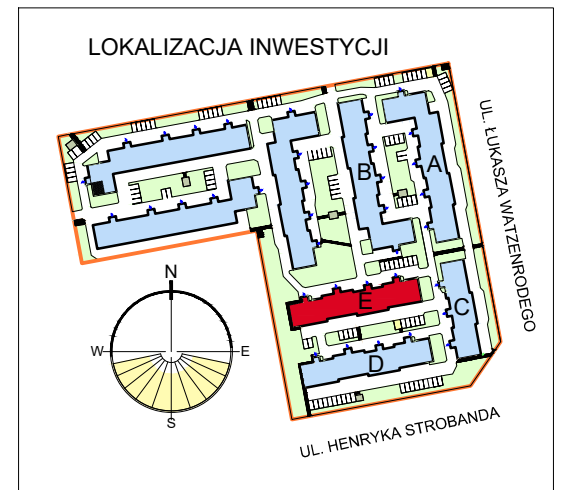 LOKALIZACJA INWESTYCJI
B
A
UL. ŁUKASZA WATZENRODEGO
N
E
C
W
E
D
S
UL. HENRYKA STROBANDA